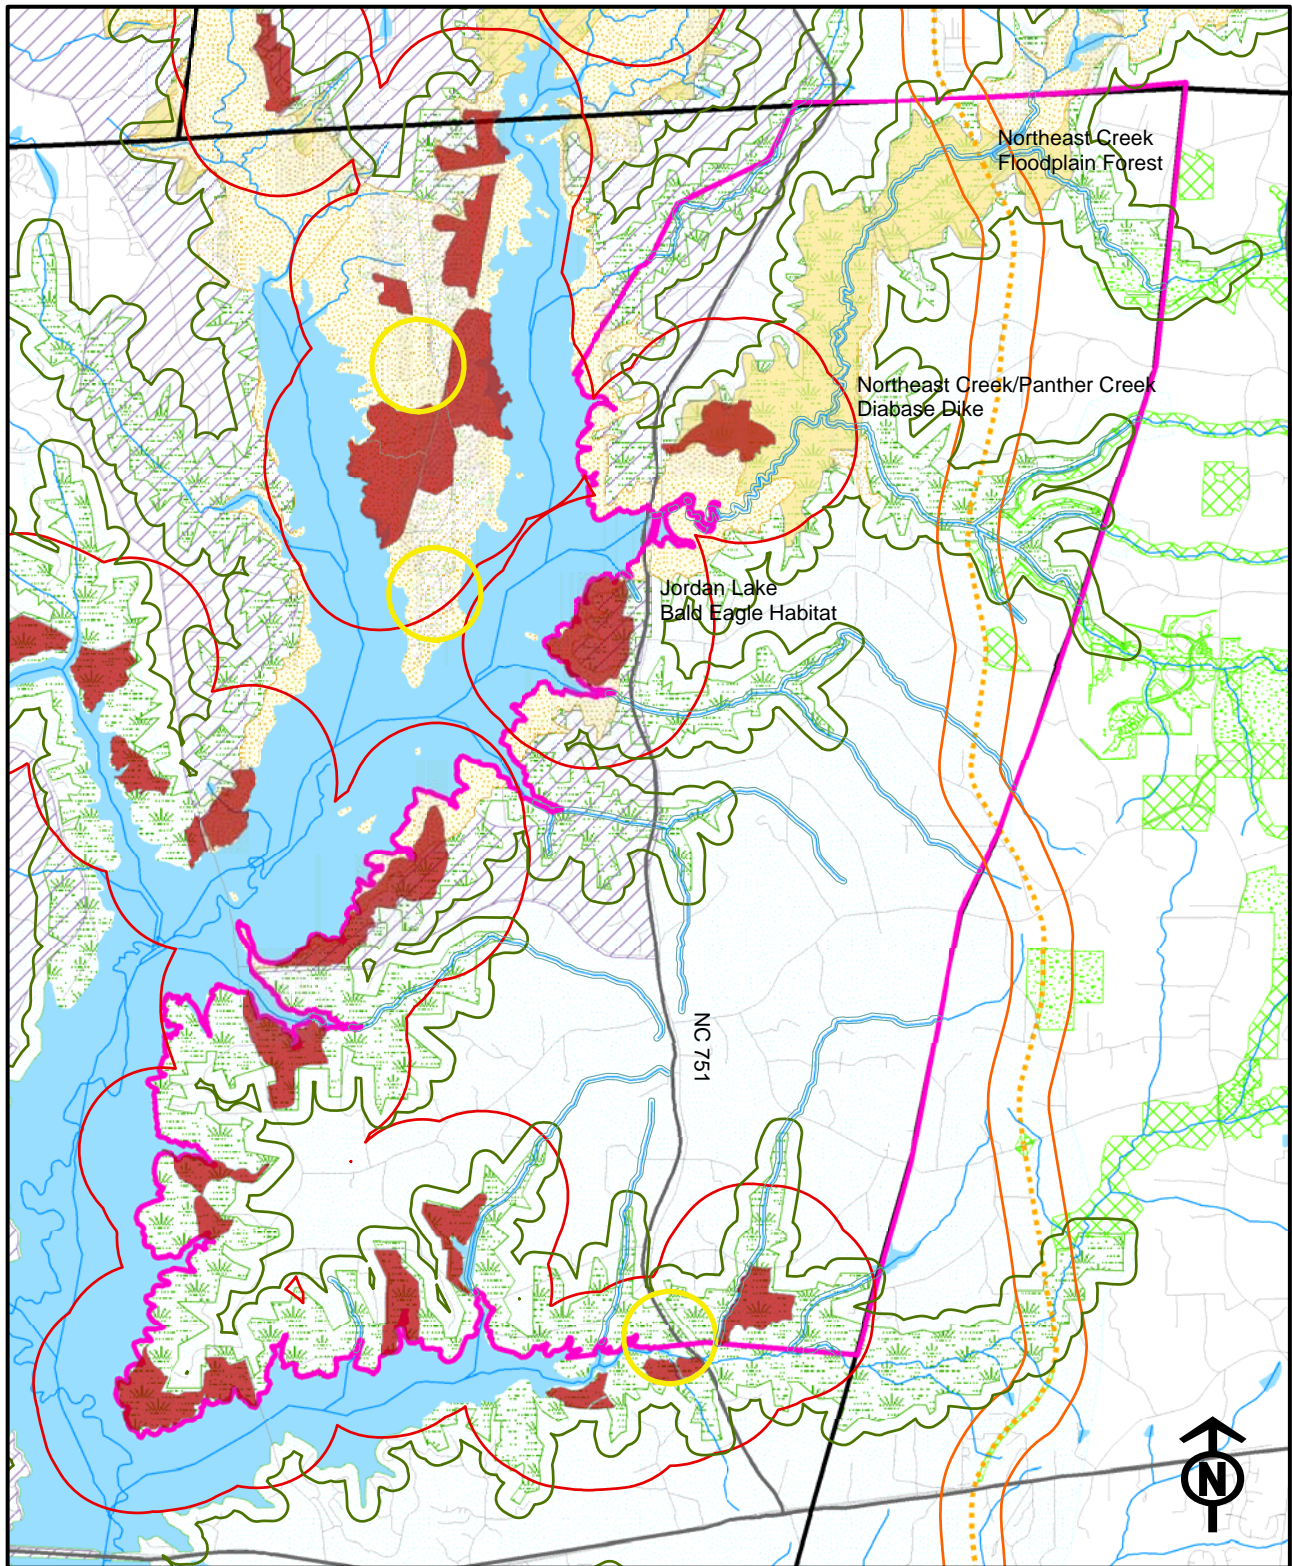 Northeast Creek
Floodplain Forest
Northeast Creek/Panther Creek
Diabase Dike
Jordan Lake
Bald Eagle Habitat
NC 751
N